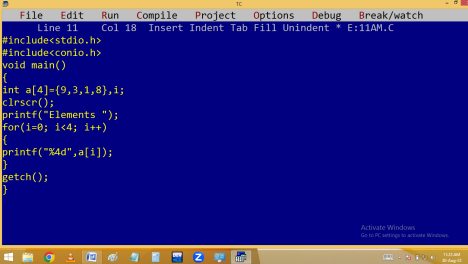 TC
File Edit Run Compile Project Options Debug Break/watch
Line 11 Col 18 Insert Indent Tab Fill Unindent * E:11AM.C
#include<stdio.h>
#include<conio.h>
void main()
{
int a[4]={9,3,1,8},i;
clrscr();
printf("Elements ");
for(i=0; i<4; i++)
{
printf("%4d",a[i]);
}
getch();
}
Activate Windows
Go to PC settings to activate Windows.